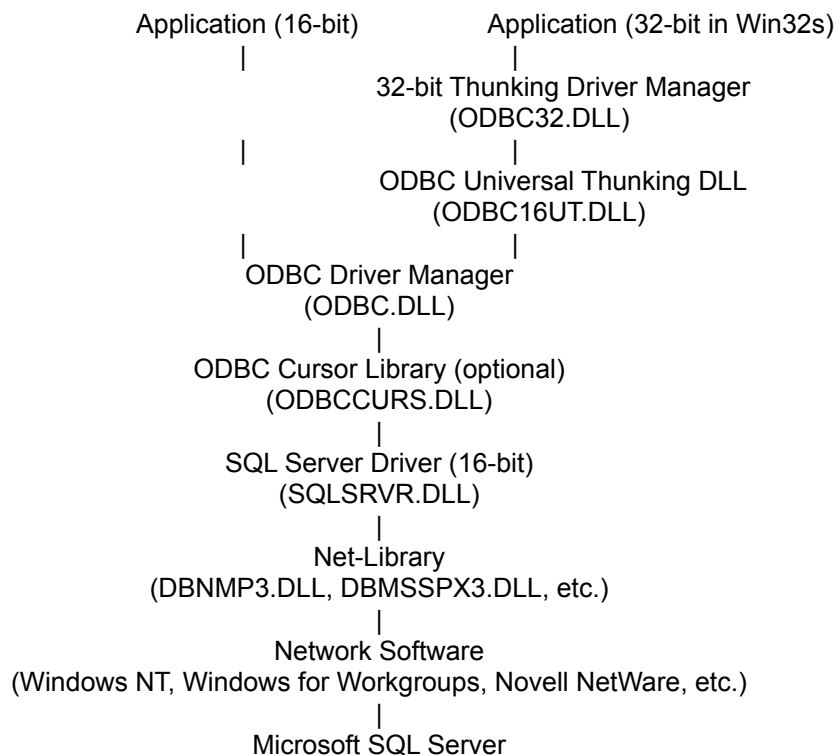 Application (16-bit) Application (32-bit in Win32s)
| |
32-bit Thunking Driver Manager
(ODBC32.DLL)
| |
ODBC Universal Thunking DLL
(ODBC16UT.DLL)
| |
ODBC Driver Manager
(ODBC.DLL)
|
ODBC Cursor Library (optional)
(ODBCCURS.DLL)
|
SQL Server Driver (16-bit)
(SQLSRVR.DLL)
|
Net-Library
(DBNMP3.DLL, DBMSSPX3.DLL, etc.)
|
Network Software
(Windows NT, Windows for Workgroups, Novell NetWare, etc.)
|
Microsoft SQL Server